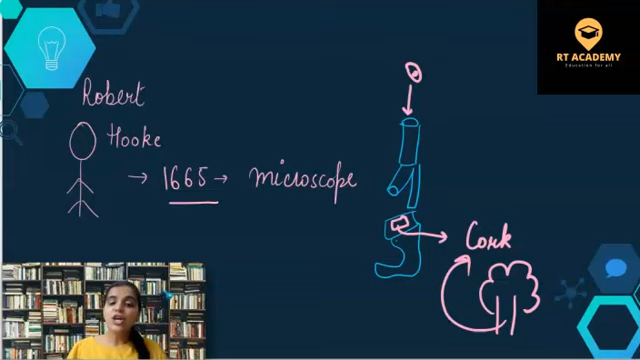 RT ACADEMY
Education for all
Robert
Hooke
→ 1665 → microscope
Cork